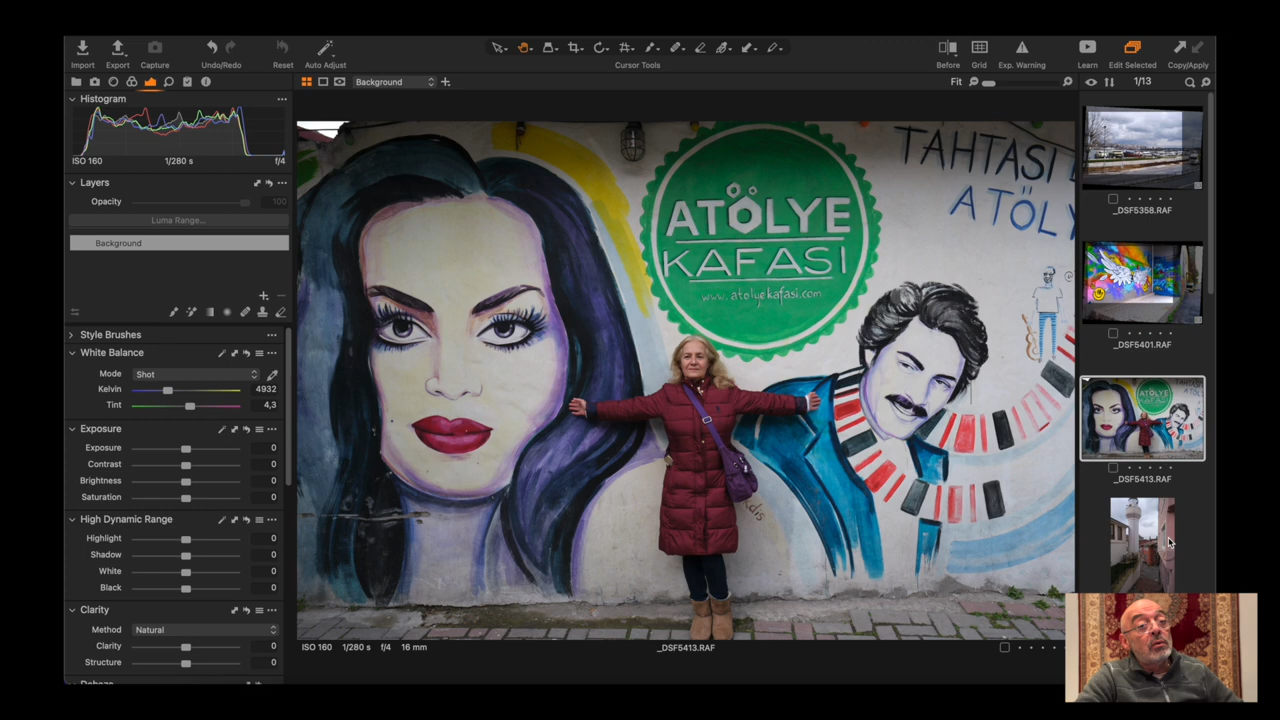 Import
Export
Capture
Undo/Redo
Reset
Auto Adjust
Cursor Tools
Before
Grid
Exp. Warning
Learn
Edit Selected
Copy/Apply
Background
Fit
1/13
Histogram
ISO 160 1/280 s f/4
Layers
Opacity 100
Luma Range...
Background
Style Brushes
White Balance
Mode Shot
Kelvin 4932
Tint 4,3
Exposure
Exposure 0
Contrast 0
Brightness 0
Saturation 0
High Dynamic Range
Highlight 0
Shadow 0
White 0
Black 0
Clarity
Method Natural
Clarity 0
Structure 0
ATÖLYE
KAFASI
www.atolyekafasi.com
TAHTASI
ATÖLY
ISO 160 1/280 s f/4 16 mm
_DSF5413.RAF
_DSF5358.RAF
_DSF5401.RAF
_DSF5413.RAF